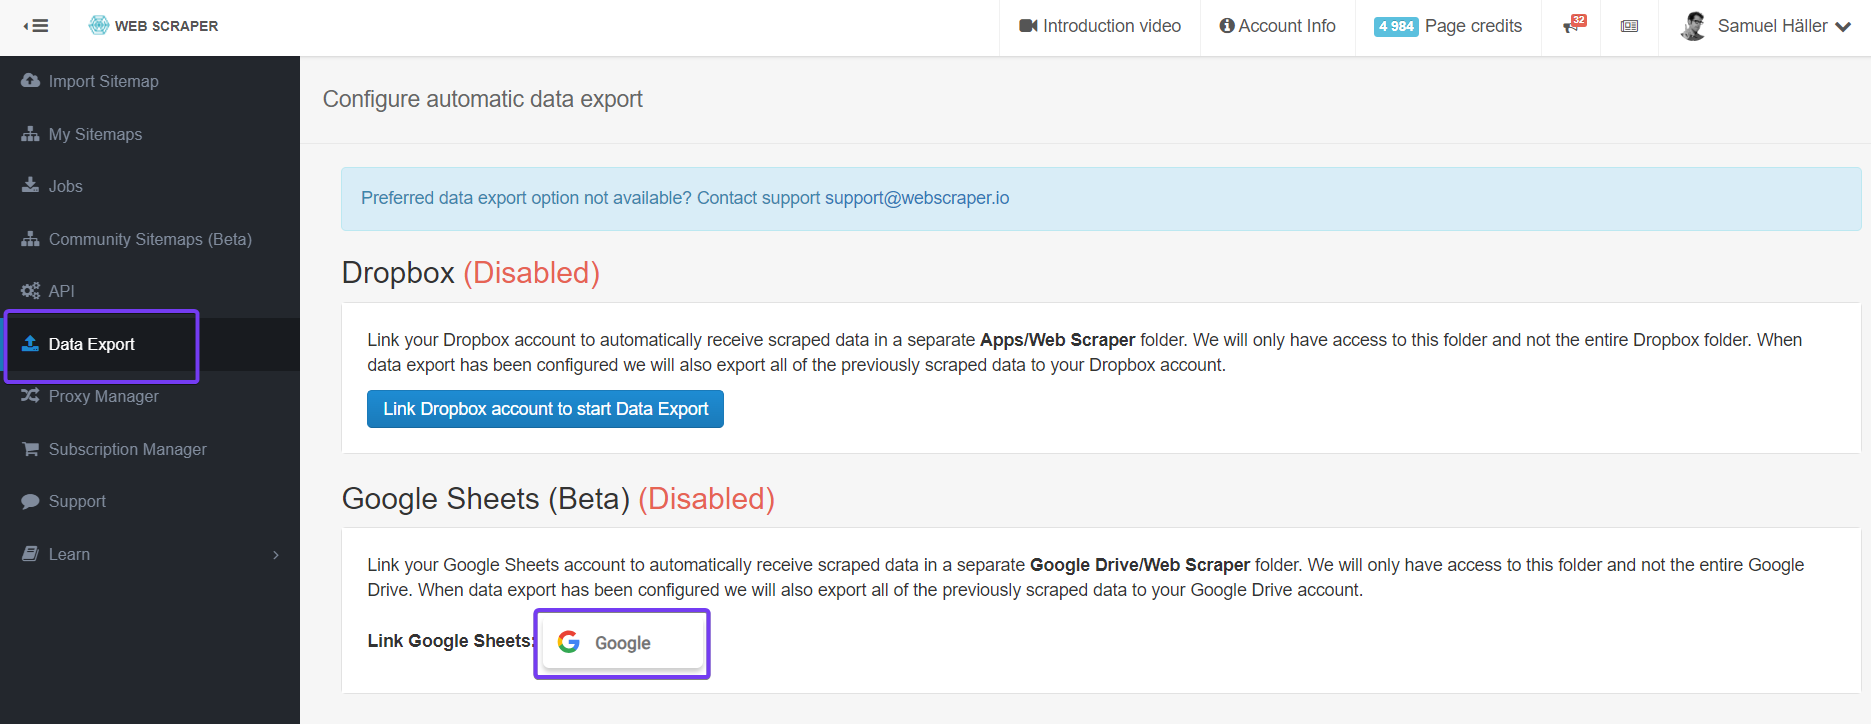 WEB SCRAPER
Introduction video
Account Info
4 984 Page credits
32
Samuel Häller
Import Sitemap
My Sitemaps
Jobs
Community Sitemaps (Beta)
API
Data Export
Proxy Manager
Subscription Manager
Support
Learn
Configure automatic data export
Preferred data export option not available? Contact support support@webscraper.io
Dropbox (Disabled)
Link your Dropbox account to automatically receive scraped data in a separate Apps/Web Scraper folder. We will only have access to this folder and not the entire Dropbox folder. When
data export has been configured we will also export all of the previously scraped data to your Dropbox account.
Link Dropbox account to start Data Export
Google Sheets (Beta) (Disabled)
Link your Google Sheets account to automatically receive scraped data in a separate Google Drive/Web Scraper folder. We will only have access to this folder and not the entire Google
Drive. When data export has been configured we will also export all of the previously scraped data to your Google Drive account.
Link Google Sheets:
Google